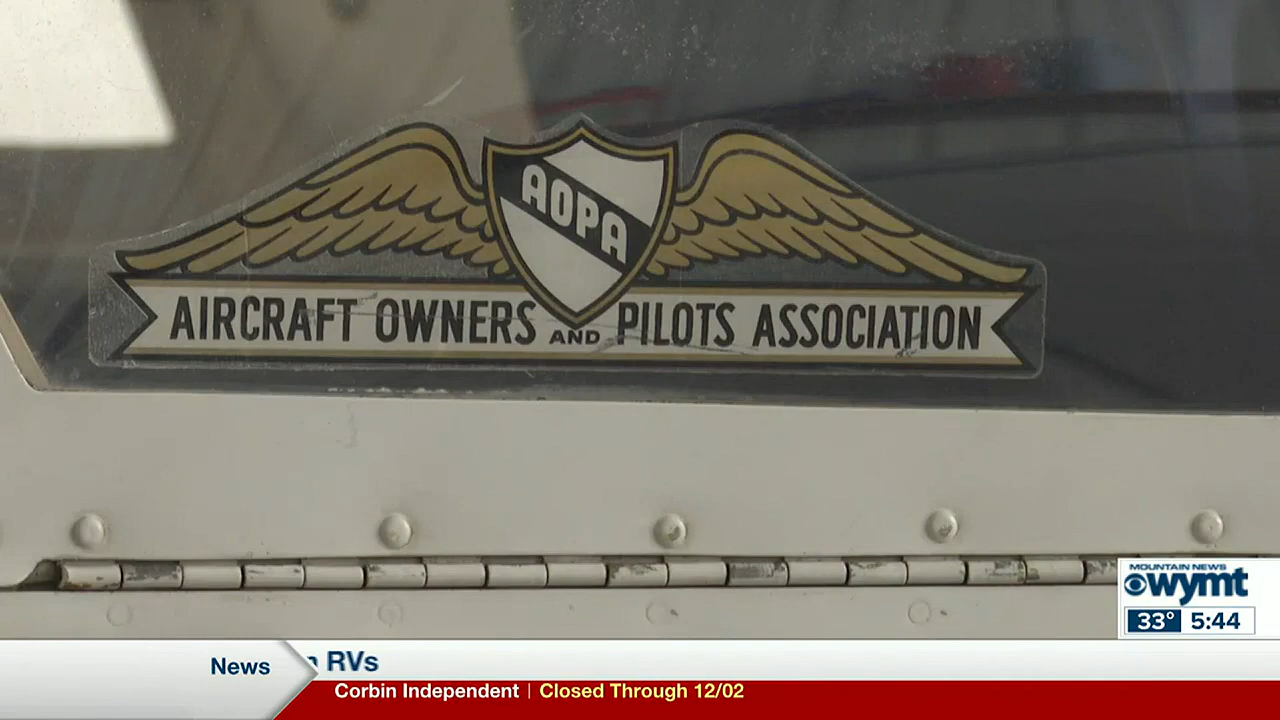 AOPA
AIRCRAFT OWNERS AND PILOTS ASSOCIATION
MOUNTAIN NEWS
wymt
33° 5:44
News
RVs
Corbin Independent | Closed Through 12/02